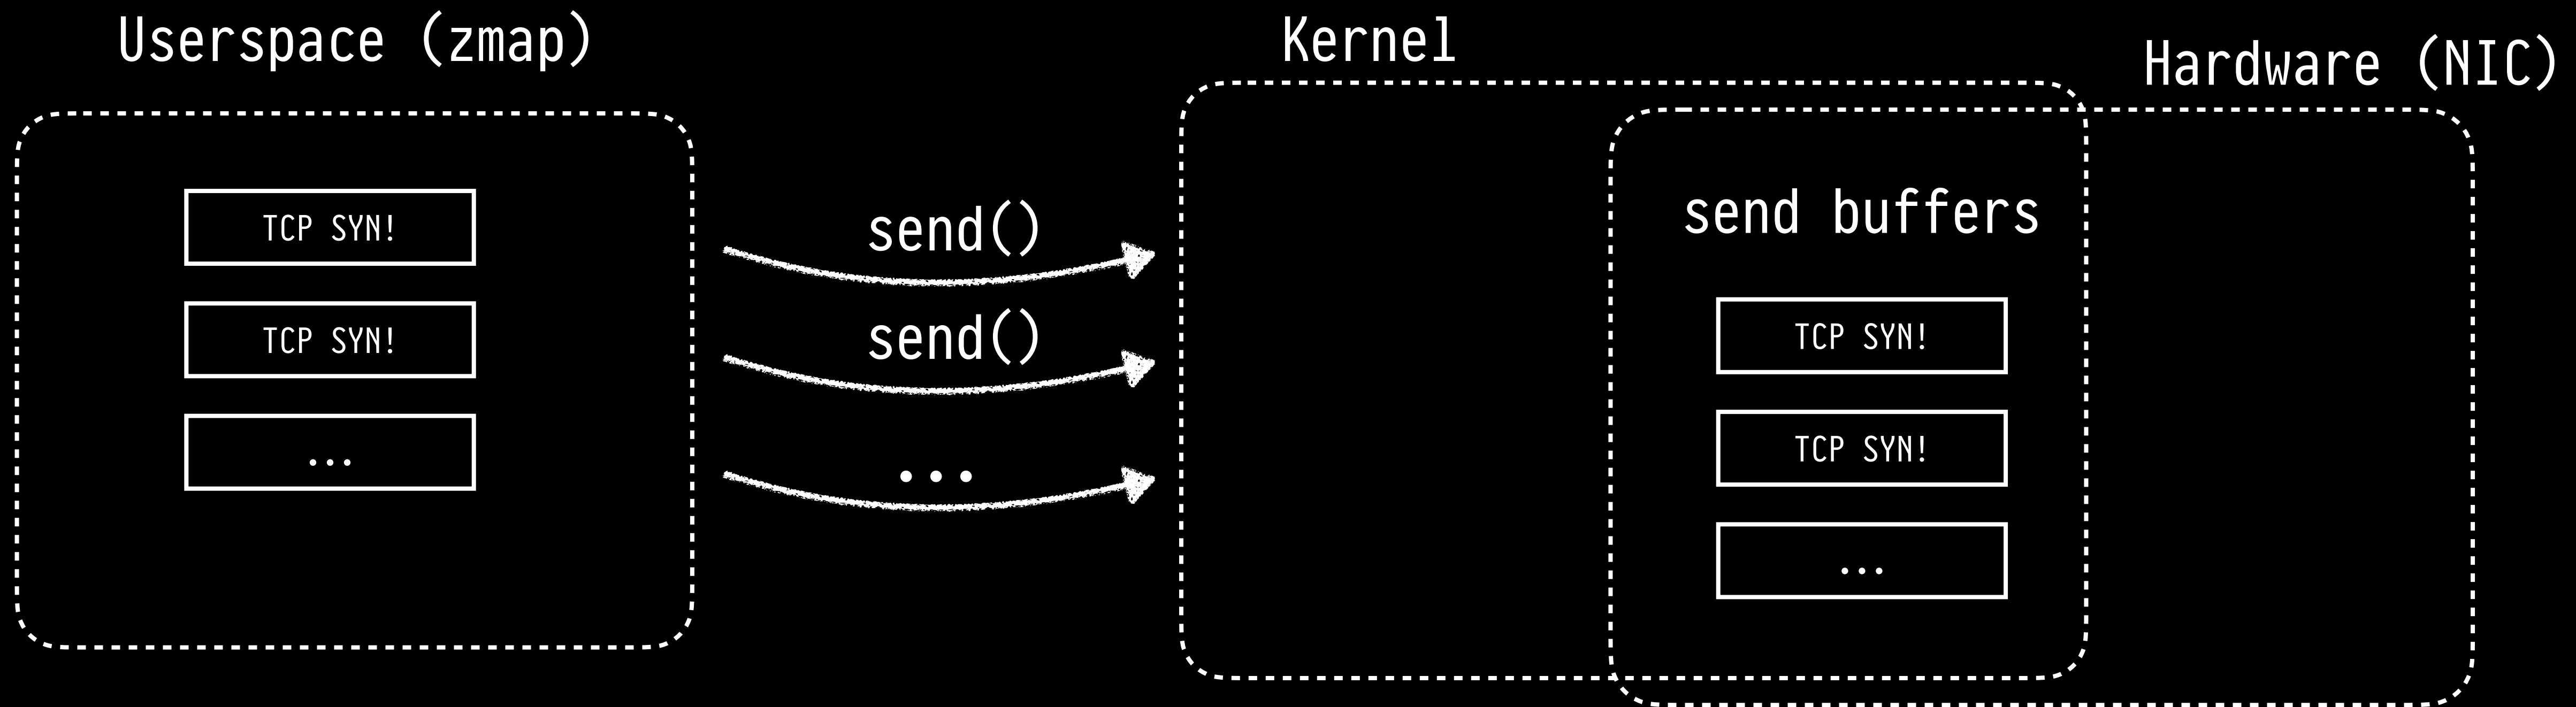 Userspace (zmap)
TCP SYN!
TCP SYN!
...
send()
send()
...
Kernel
Hardware (NIC)
send buffers
TCP SYN!
TCP SYN!
...